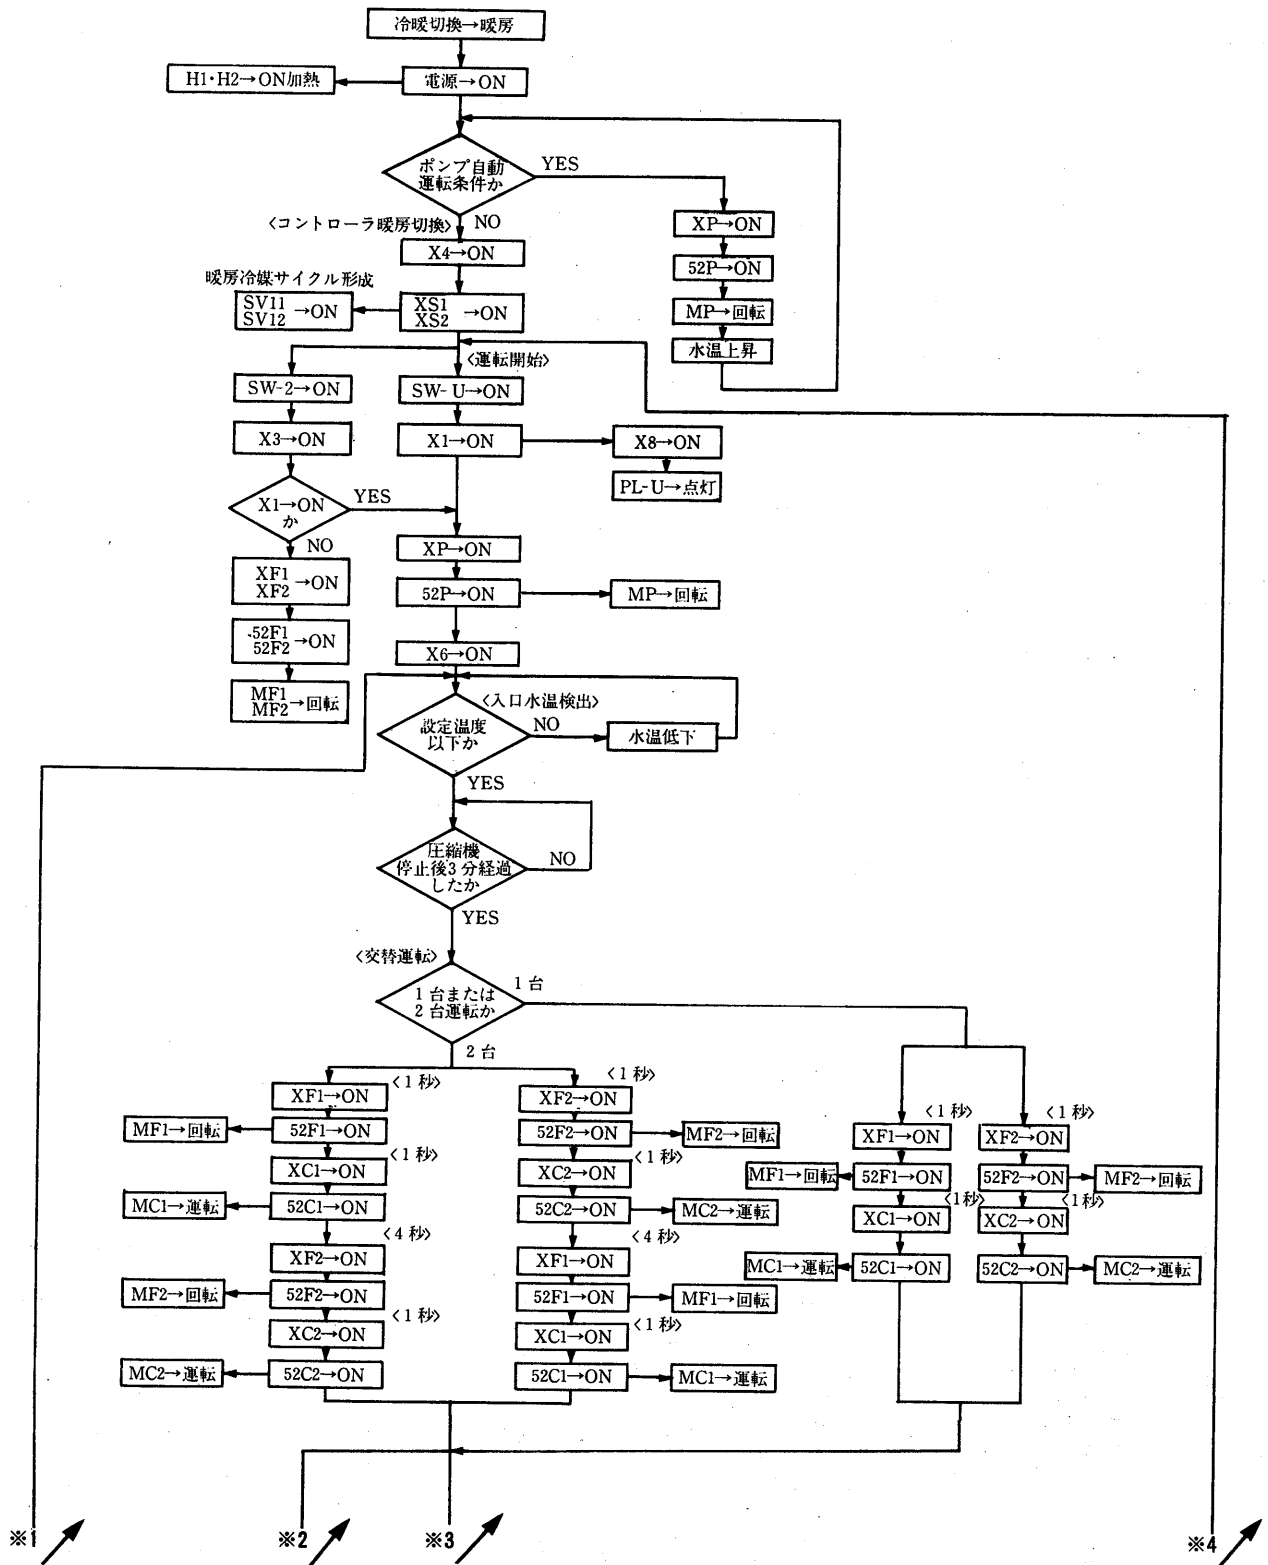 冷暖切換→暖房
H1・H2→ON加熱
電源→ON
ポンプ自動
運転条件か
YES
NO
〈コントローラ暖房切換〉
X4→ON
XP→ON
52P→ON
MP→回転
水温上昇
暖房冷媒サイクル形成
SV11
SV12
→ON
XS1
XS2
→ON
〈運転開始〉
SW-2→ON
SW-U→ON
X3→ON
X1→ON
X8→ON
PL-U→点灯
X1→ON
か
YES
NO
XP→ON
XF1
XF2
→ON
52P→ON
MP→回転
52F1
52F2
→ON
X6→ON
MF1
MF2
→回転
〈入口水温検出〉
設定温度
以下か
NO
水温低下
YES
圧縮機
停止後3分経過
したか
NO
YES
〈交替運転〉
1台または
2台運転か
1台
2台
XF1→ON
〈1秒〉
MF1→回転
52F1→ON
XC1→ON
〈1秒〉
MC1→運転
52C1→ON
〈4秒〉
XF2→ON
MF2→回転
52F2→ON
〈1秒〉
XC2→ON
MC2→運転
52C2→ON
〈1秒〉
XF2→ON
52F2→ON
MF2→回転
XC2→ON
〈1秒〉
52C2→ON
MC2→運転
〈4秒〉
XF1→ON
52F1→ON
MF1→回転
〈1秒〉
XC1→ON
52C1→ON
MC1→運転
〈1秒〉
XF1→ON
MF1→回転
52F1→ON
〈1秒〉
XC1→ON
MC1→運転
52C1→ON
〈1秒〉
XF2→ON
52F2→ON
MF2→回転
〈1秒〉
XC2→ON
52C2→ON
MC2→運転
※1
※2
※3
※4